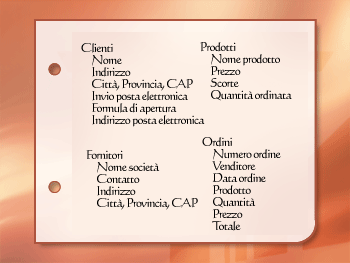 Clienti
Nome
Indirizzo
Città, Provincia, CAP
Invio posta elettronica
Formula di apertura
Indirizzo posta elettronica
Prodotti
Nome prodotto
Prezzo
Scorte
Quantità ordinata
Fornitori
Nome società
Contatto
Indirizzo
Città, Provincia, CAP
Ordini
Numero ordine
Venditore
Data ordine
Prodotto
Quantità
Prezzo
Totale